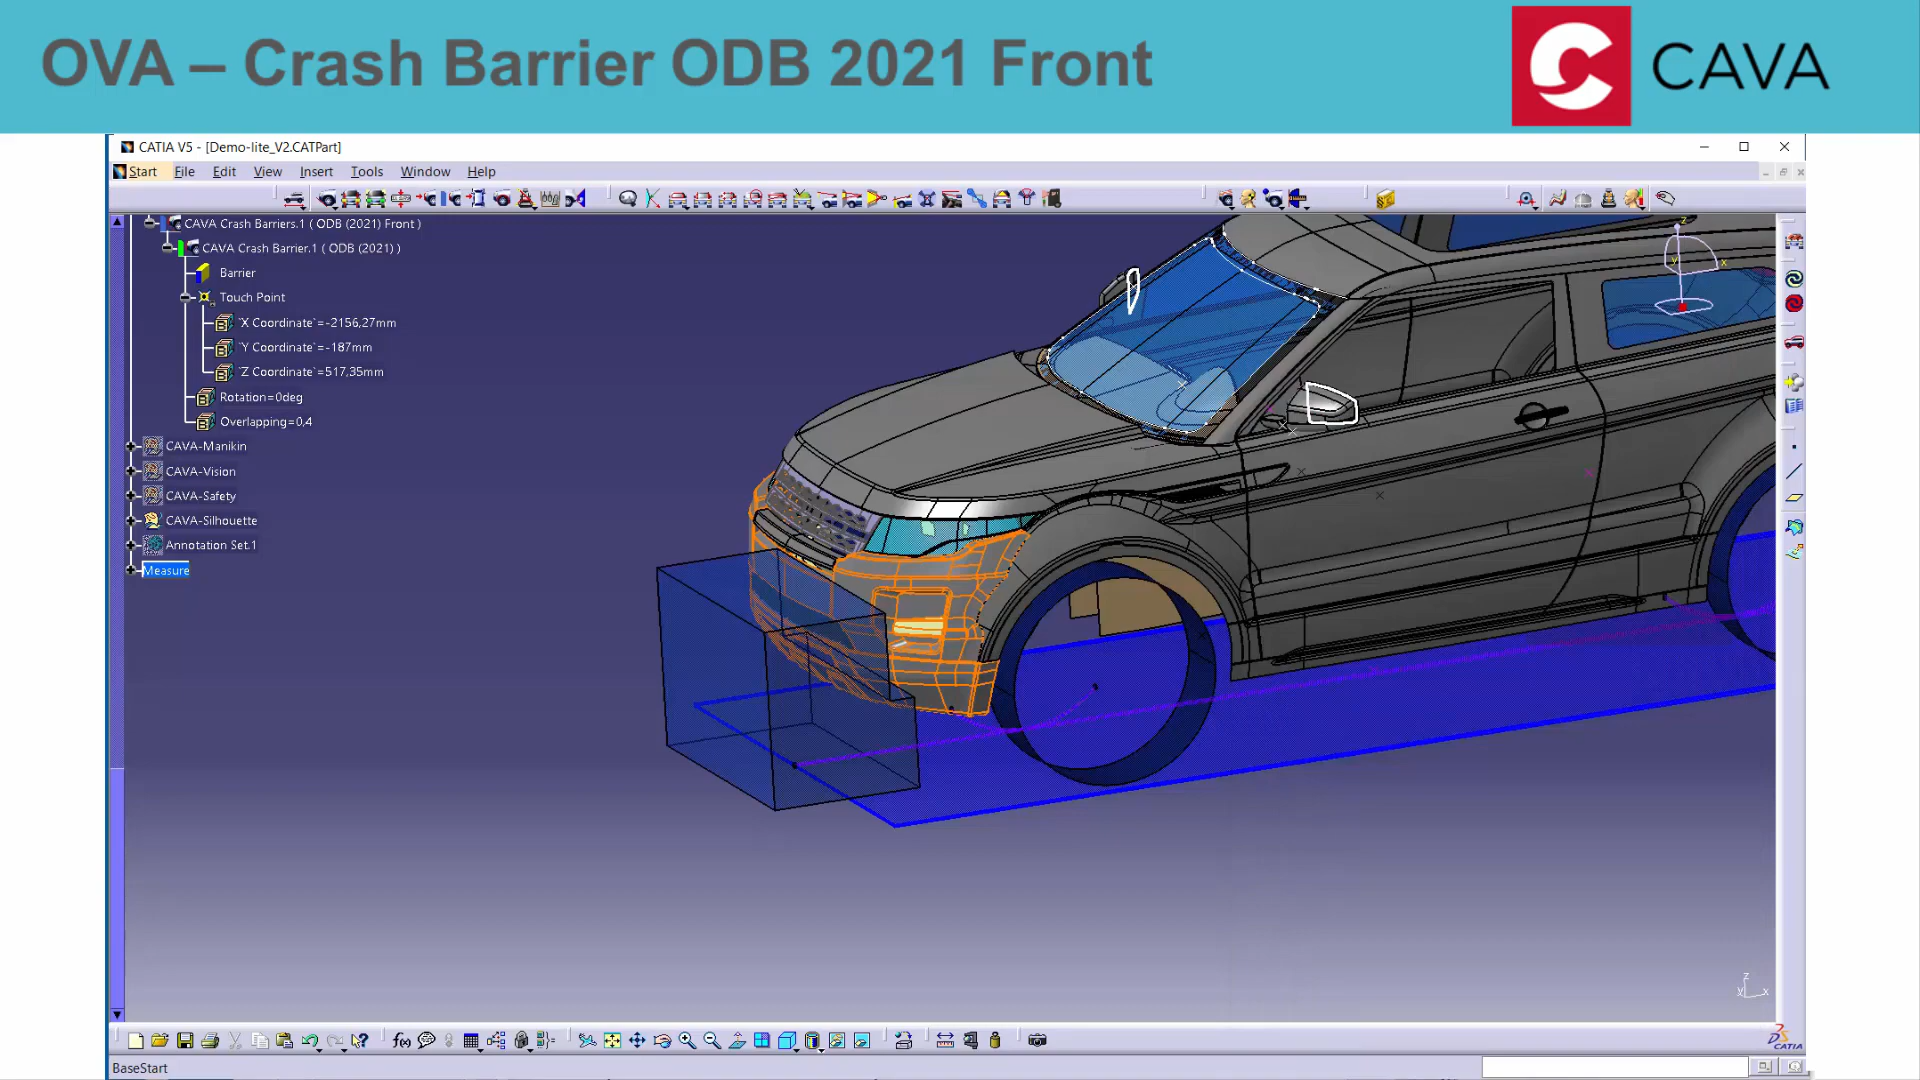 OVA – Crash Barrier ODB 2021 Front
CAVA
CATIA V5 - [Demo-lite_V2.CATPart]
Start File Edit View Insert Tools Window Help
CAVA Crash Barriers.1 ( ODB (2021) Front )
CAVA Crash Barrier.1 ( ODB (2021) )
Barrier
Touch Point
`X Coordinate`=-2156,27mm
`Y Coordinate`=-187mm
`Z Coordinate`=517,35mm
Rotation=0deg
Overlapping=0,4
CAVA-Manikin
CAVA-Vision
CAVA-Safety
CAVA-Silhouette
Annotation Set.1
Measure
z
y x
z
y x
f(x)
CATIA
BaseStart